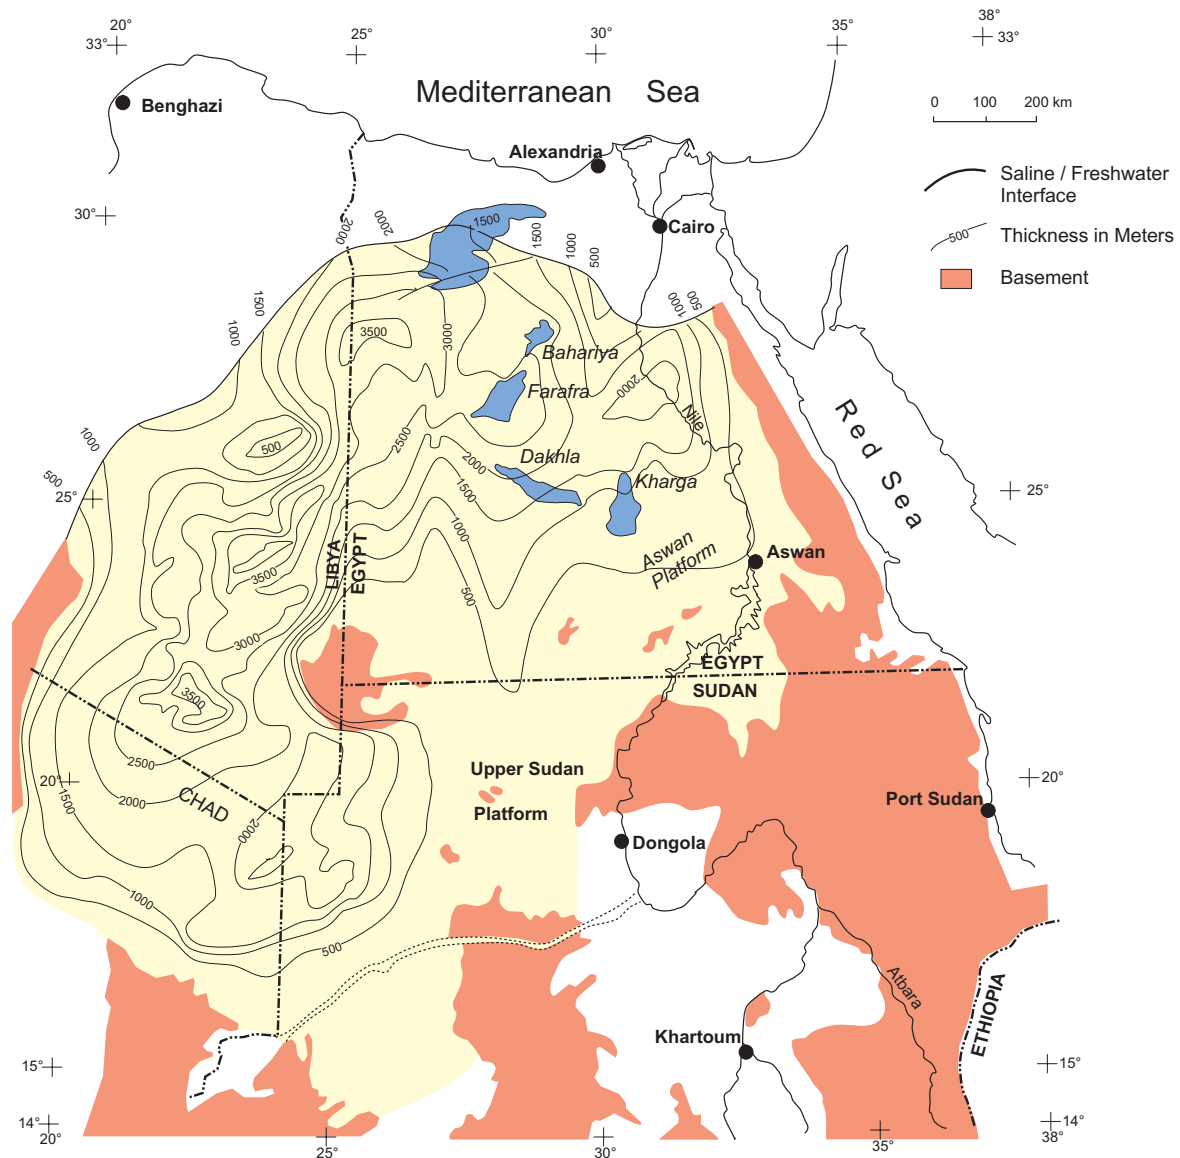 20°
33°
25°
30°
35°
38°
33°
Mediterranean Sea
Benghazi
0 100 200 km
Alexandria
Saline / Freshwater
Interface
30°
Cairo
500
Thickness in Meters
Basement
2000
2000
1500
1500
1000
500
1500
1000
3500
3000
1000
500
Bahariya
Farafra
2000
Nile
Red Sea
1000
500
2500
500
Dakhla
2000
1500
1000
Kharga
25°
25°
Aswan
Platform
Aswan
LIBYA
EGYPT
3500
500
3000
EGYPT
SUDAN
3500
2500
20°
1500
2000
CHAD
2000
Upper Sudan
Platform
20°
Port Sudan
Dongola
1000
500
Atbara
ETHIOPIA
Khartoum
15°
15°
14°
20°
25°
30°
35°
14°
38°